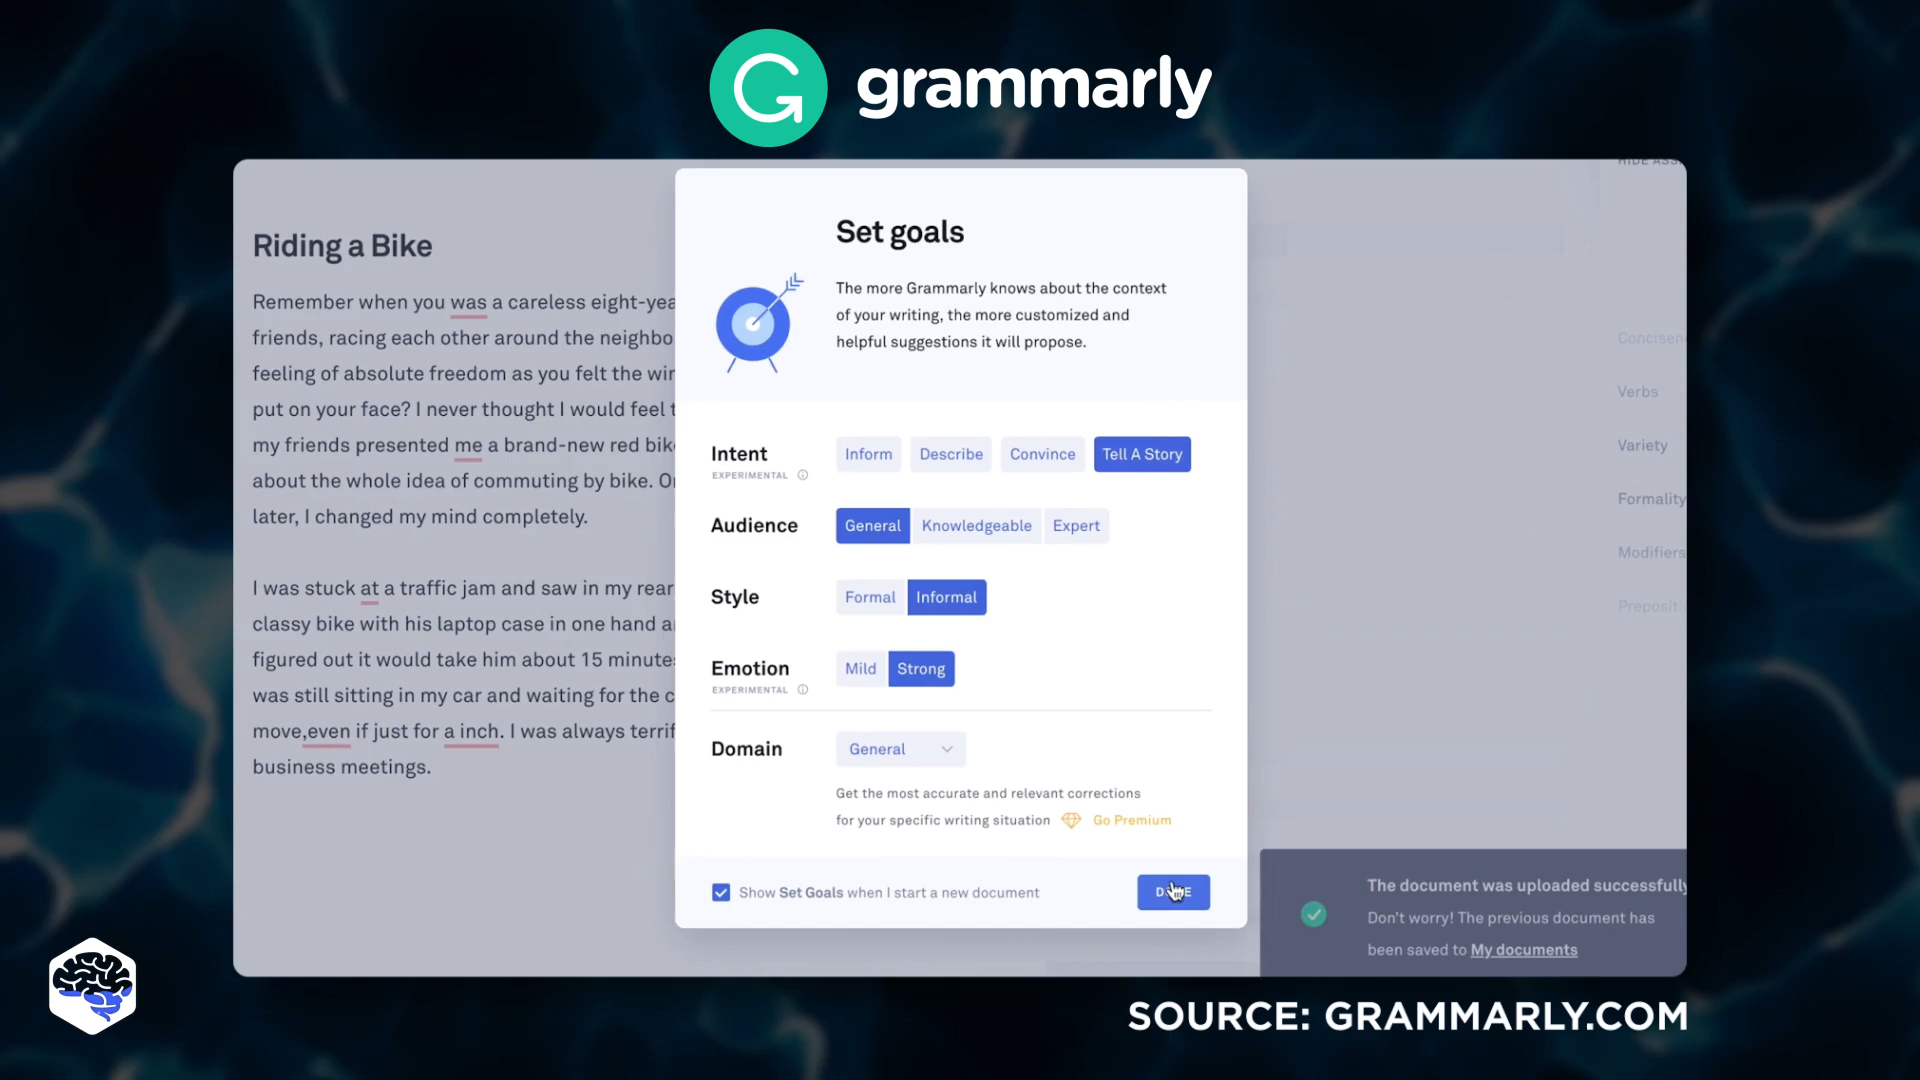 grammarly
HIDE ASS
Riding a Bike
Remember when you was a careless eight-yea
friends, racing each other around the neighbo
feeling of absolute freedom as you felt the wi
put on your face? I never thought I would feel
my friends presented me a brand-new red bik
about the whole idea of commuting by bike. O
later, I changed my mind completely.
I was stuck at a traffic jam and saw in my rear
classy bike with his laptop case in one hand a
figured out it would take him about 15 minute
was still sitting in my car and waiting for the c
move,even if just for a inch. I was always terrif
business meetings.
Set goals
The more Grammarly knows about the context
of your writing, the more customized and
helpful suggestions it will propose.
Intent
EXPERIMENTAL
Inform Describe Convince Tell A Story
Audience General Knowledgeable Expert
Style Formal Informal
Emotion
EXPERIMENTAL
Mild Strong
Domain General
Get the most accurate and relevant corrections
for your specific writing situation Go Premium
Show Set Goals when I start a new document
Concisen
Verbs
Variety
Formality
Modifiers
Preposit
The document was uploaded successfully
Don't worry! The previous document has
been saved to My documents
SOURCE: GRAMMARLY.COM